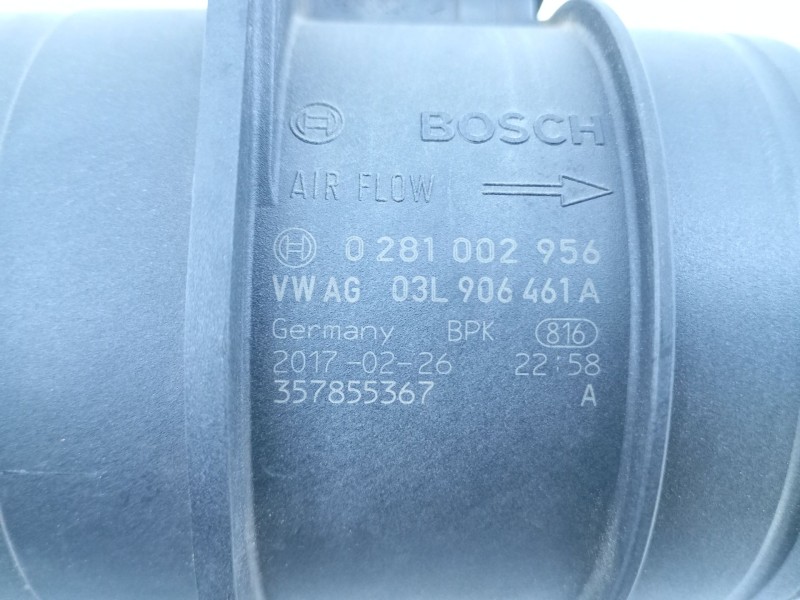 BOSCH
AIR FLOW
0 281 002 956
VW AG 03L 906 461 A
Germany BPK 816
2017-02-26 22:58
357855367 A